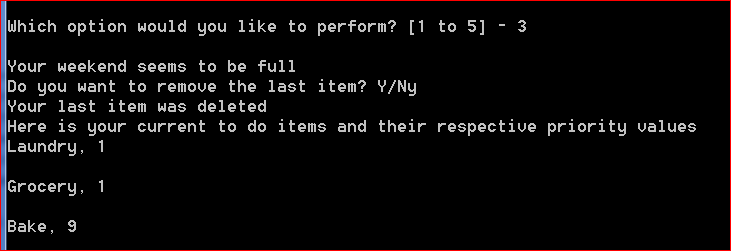 Which option would you like to perform? [1 to 5] - 3
Your weekend seems to be full
Do you want to remove the last item? Y/Ny
Your last item was deleted
Here is your current to do items and their respective priority values
Laundry, 1
Grocery, 1
Bake, 9